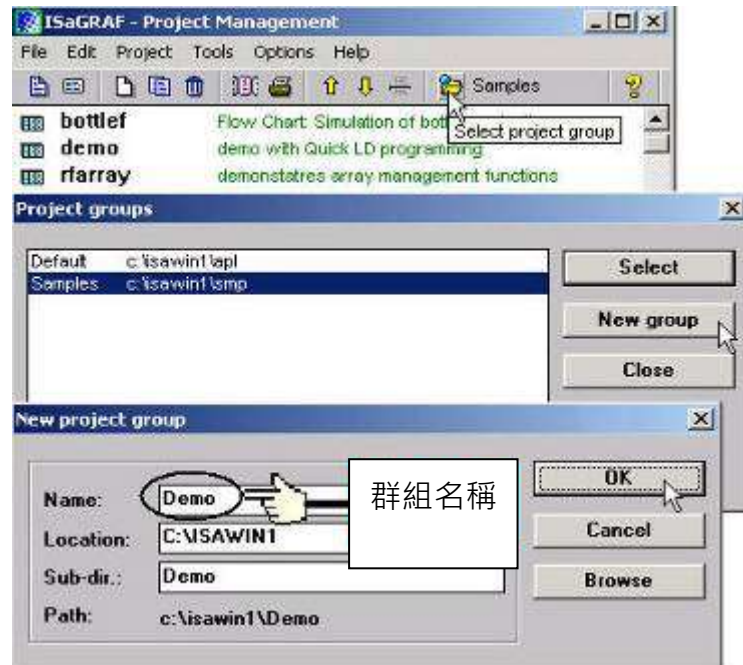 ISaGRAF - Project Management
File Edit Project Tools Options Help
Samples
bottlef Flow Chart: Simulation of bot
Select project group
demo demo with Quick LD programming
rfarray demonstatres array management functions
Project groups
Default c:\isawin1\apl
Samples c:\isawin1\smp
Select
New group
Close
New project group
Name: Demo
群組名稱
OK
Location: C:\ISAWIN1
Cancel
Sub-dir.: Demo
Browse
Path: c:\isawin1\Demo